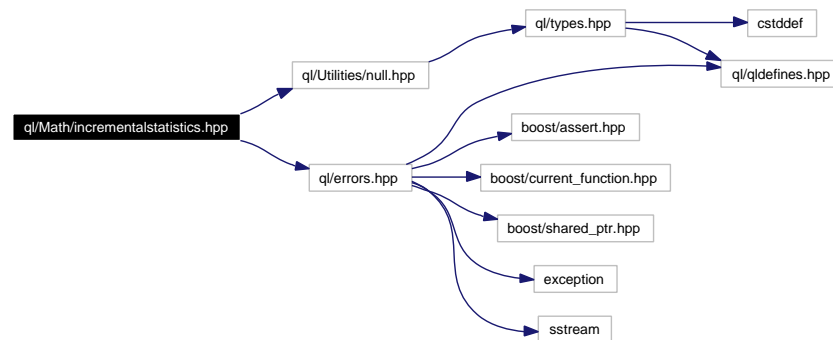 ql/types.hpp
cstddef
ql/Utilities/null.hpp
ql/qldefines.hpp
ql/Math/incrementalstatistics.hpp
boost/assert.hpp
ql/errors.hpp
boost/current_function.hpp
boost/shared_ptr.hpp
exception
sstream